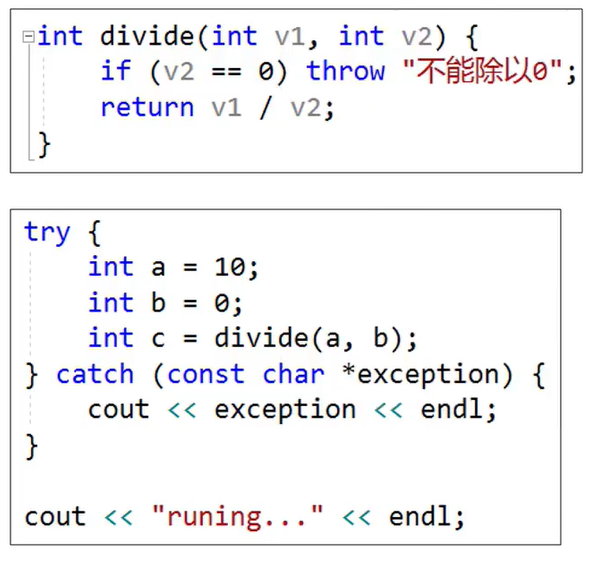 int divide(int v1, int v2) {
    if (v2 == 0) throw "不能除以0";
    return v1 / v2;
}
try {
    int a = 10;
    int b = 0;
    int c = divide(a, b);
} catch (const char *exception) {
    cout << exception << endl;
}
cout << "runing..." << endl;